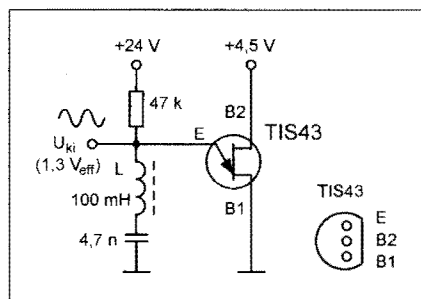 +24 V
+4,5 V
47 k
B2
TIS43
E
U_ki
(1,3 V_eff)
L
100 mH
B1
4,7 n
TIS43
E
B2
B1